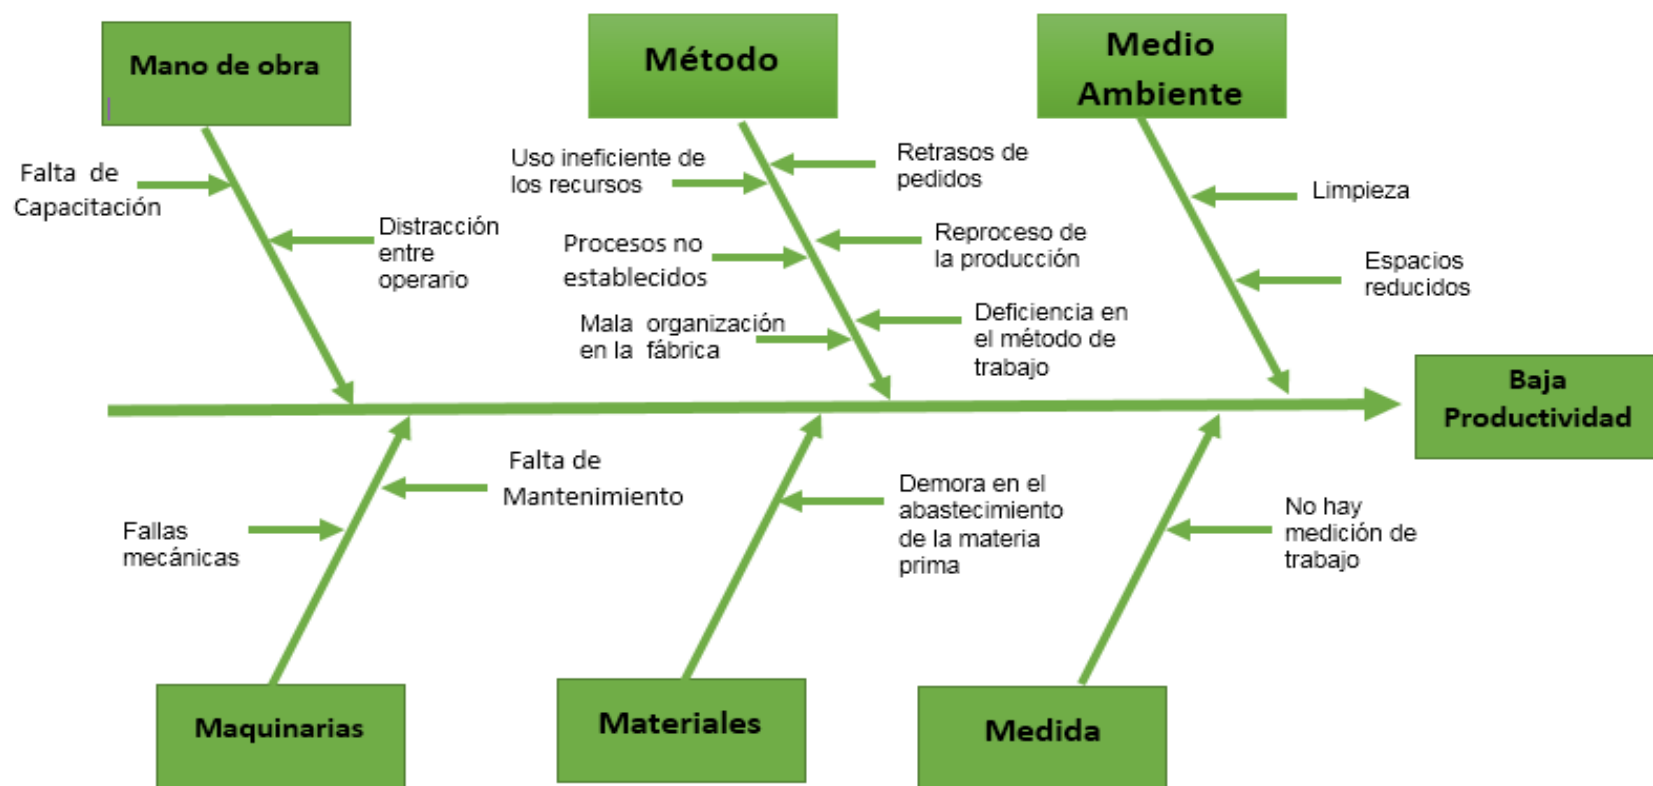 Mano de obra
Método
Medio
Ambiente
Falta de
Capacitación
Distracción
entre
operario
Uso ineficiente de
los recursos
Retrasos de
pedidos
Procesos no
establecidos
Reproceso de
la producción
Mala organización
en la fábrica
Deficiencia en
el método de
trabajo
Limpieza
Espacios
reducidos
Baja
Productividad
Fallas
mecánicas
Falta de
Mantenimiento
Demora en el
abastecimiento
de la materia
prima
No hay
medición de
trabajo
Maquinarias
Materiales
Medida